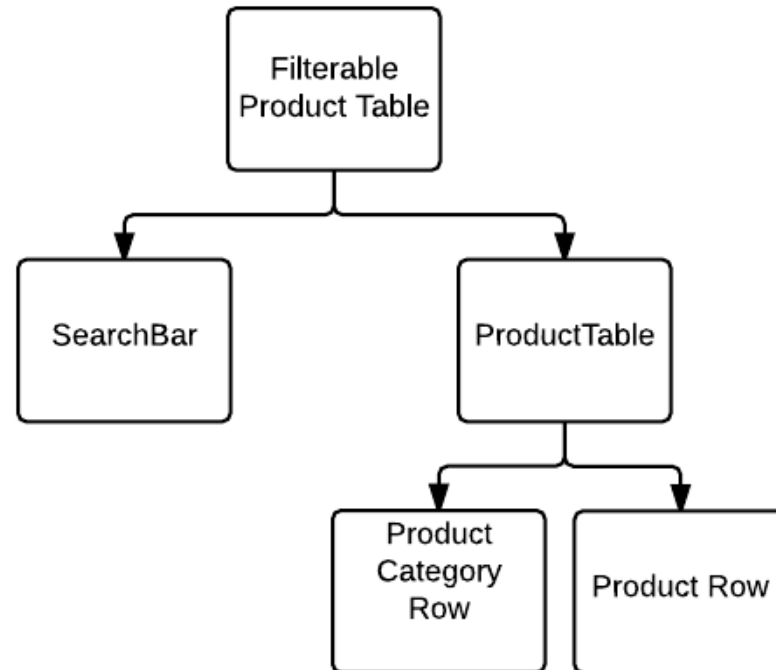 Filterable
Product Table
SearchBar
ProductTable
Product
Category
Row
Product Row